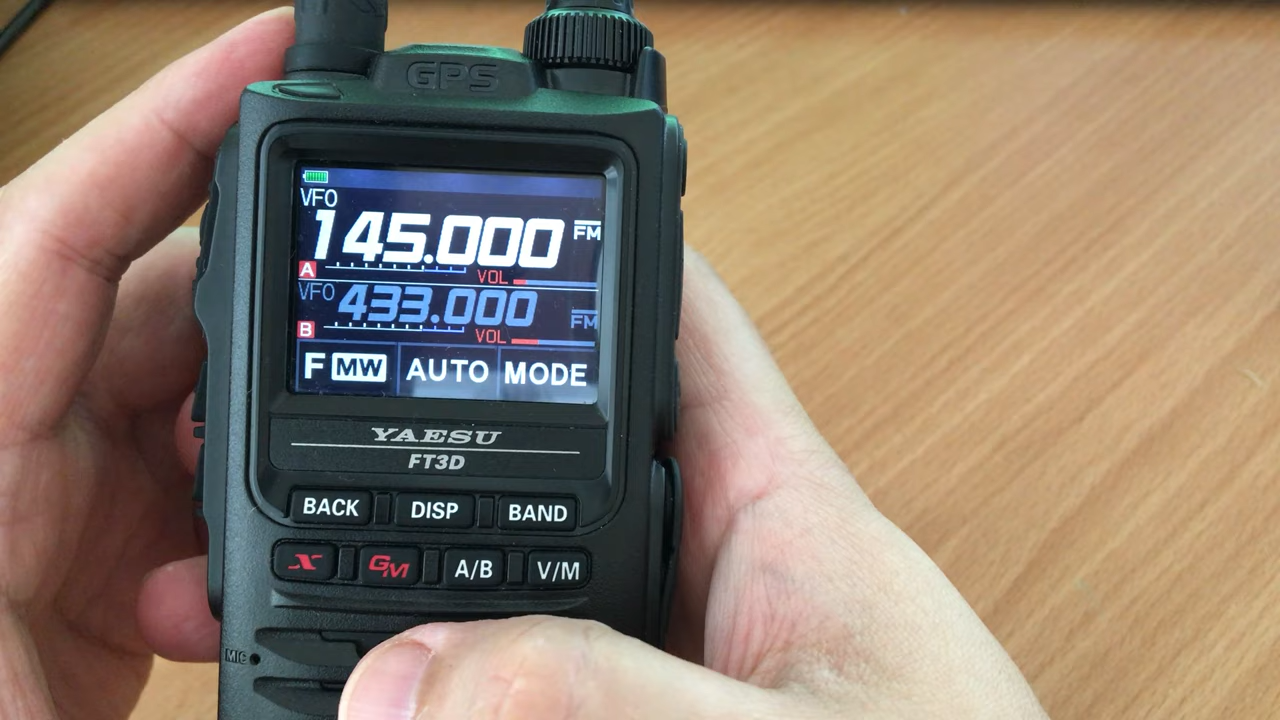 GPS
VFO
145.000 FM
A VOL
VFO 433.000 FM
B VOL
F MW AUTO MODE
YAESU
FT3D
BACK DISP BAND
X GM A/B V/M
MIC